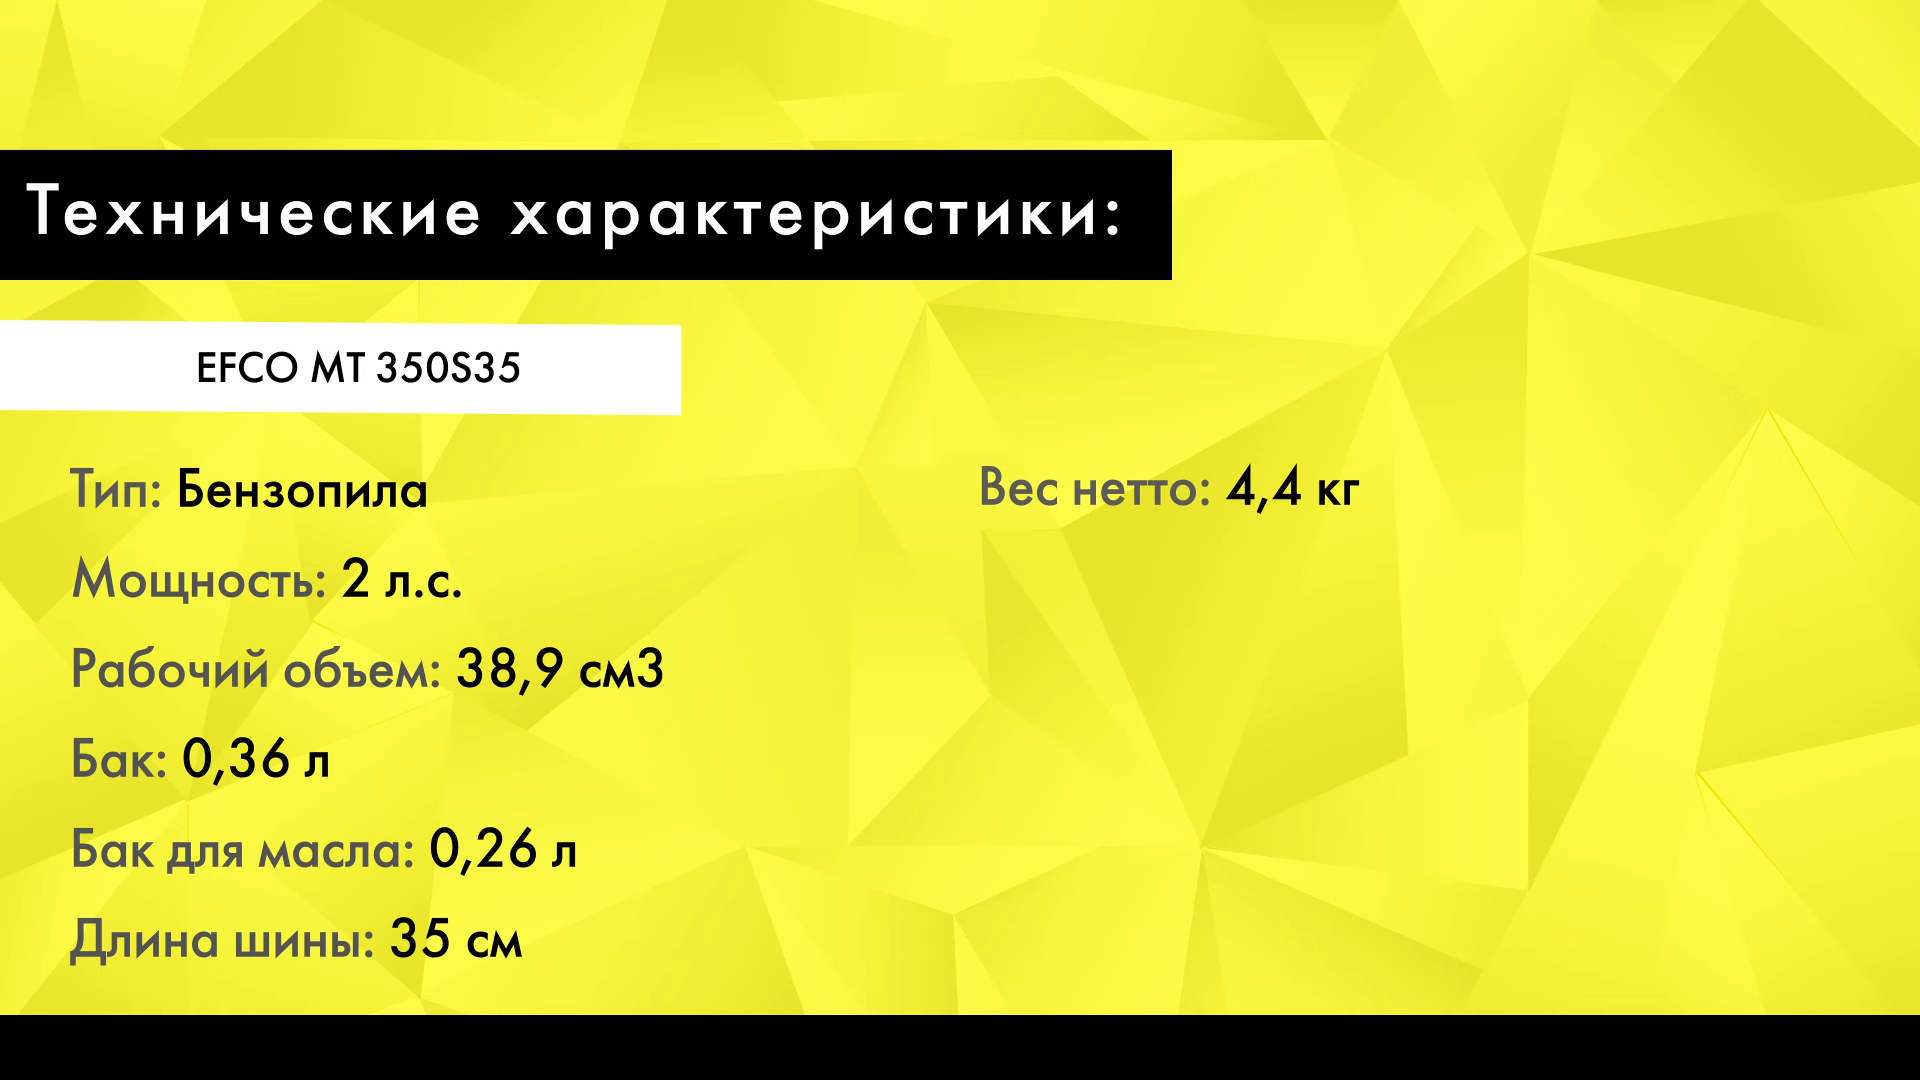 Технические характеристики:
EFCO MT 350S35
Тип: Бензопила
Мощность: 2 л.с.
Рабочий объем: 38,9 см3
Бак: 0,36 л
Бак для масла: 0,26 л
Длина шины: 35 см
Вес нетто: 4,4 кг